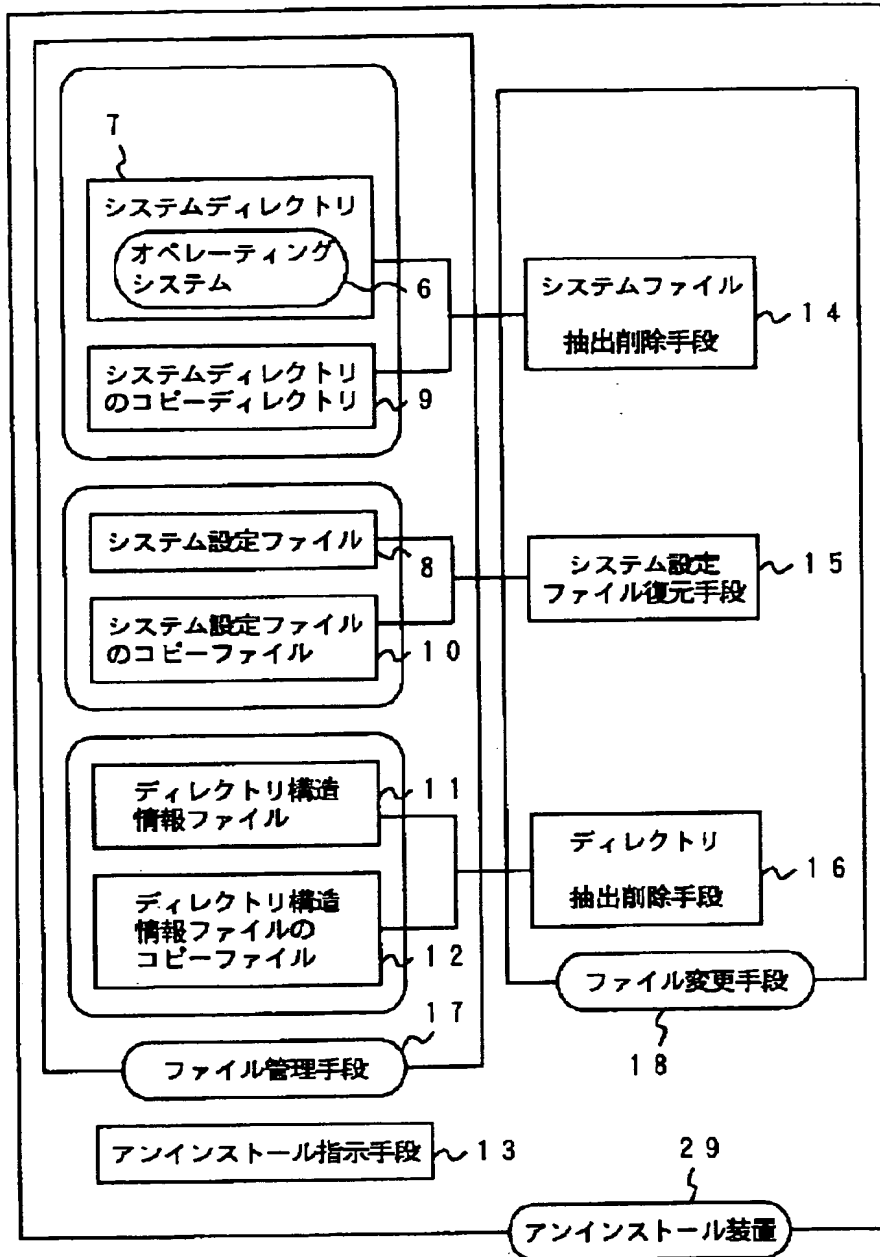 7
システムディレクトリ
オペレーティング
システム
6
システムディレクトリ
のコピーディレクトリ
9
システムファイル
抽出削除手段
14
システム設定ファイル
8
システム設定ファイル
のコピーファイル
10
システム設定
ファイル復元手段
15
ディレクトリ構造
情報ファイル
11
ディレクトリ構造
情報ファイルの
コピーファイル
12
ディレクトリ
抽出削除手段
16
ファイル変更手段
18
17
ファイル管理手段
アンインストール指示手段
13
29
アンインストール装置